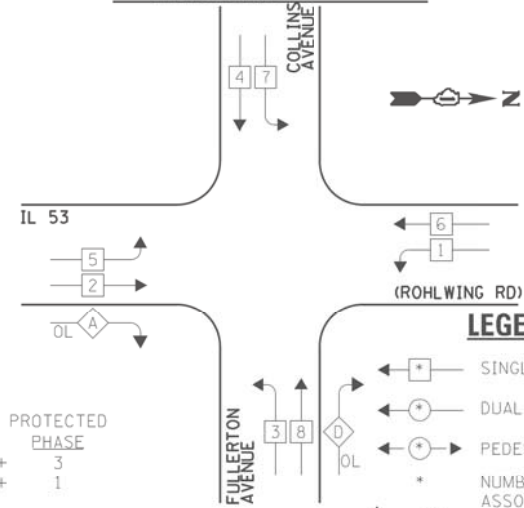 COLLINS
AVENUE
4 7
N
IL 53
6
5
1
2
(ROHLWING RD)
A
OL
3 8 D
OL
FULLERTON
AVENUE
PROTECTED
PHASE
+ 3
+ 1
LEGE
* SINGL
* DUAL
* PEDE
* NUMB
ASSO